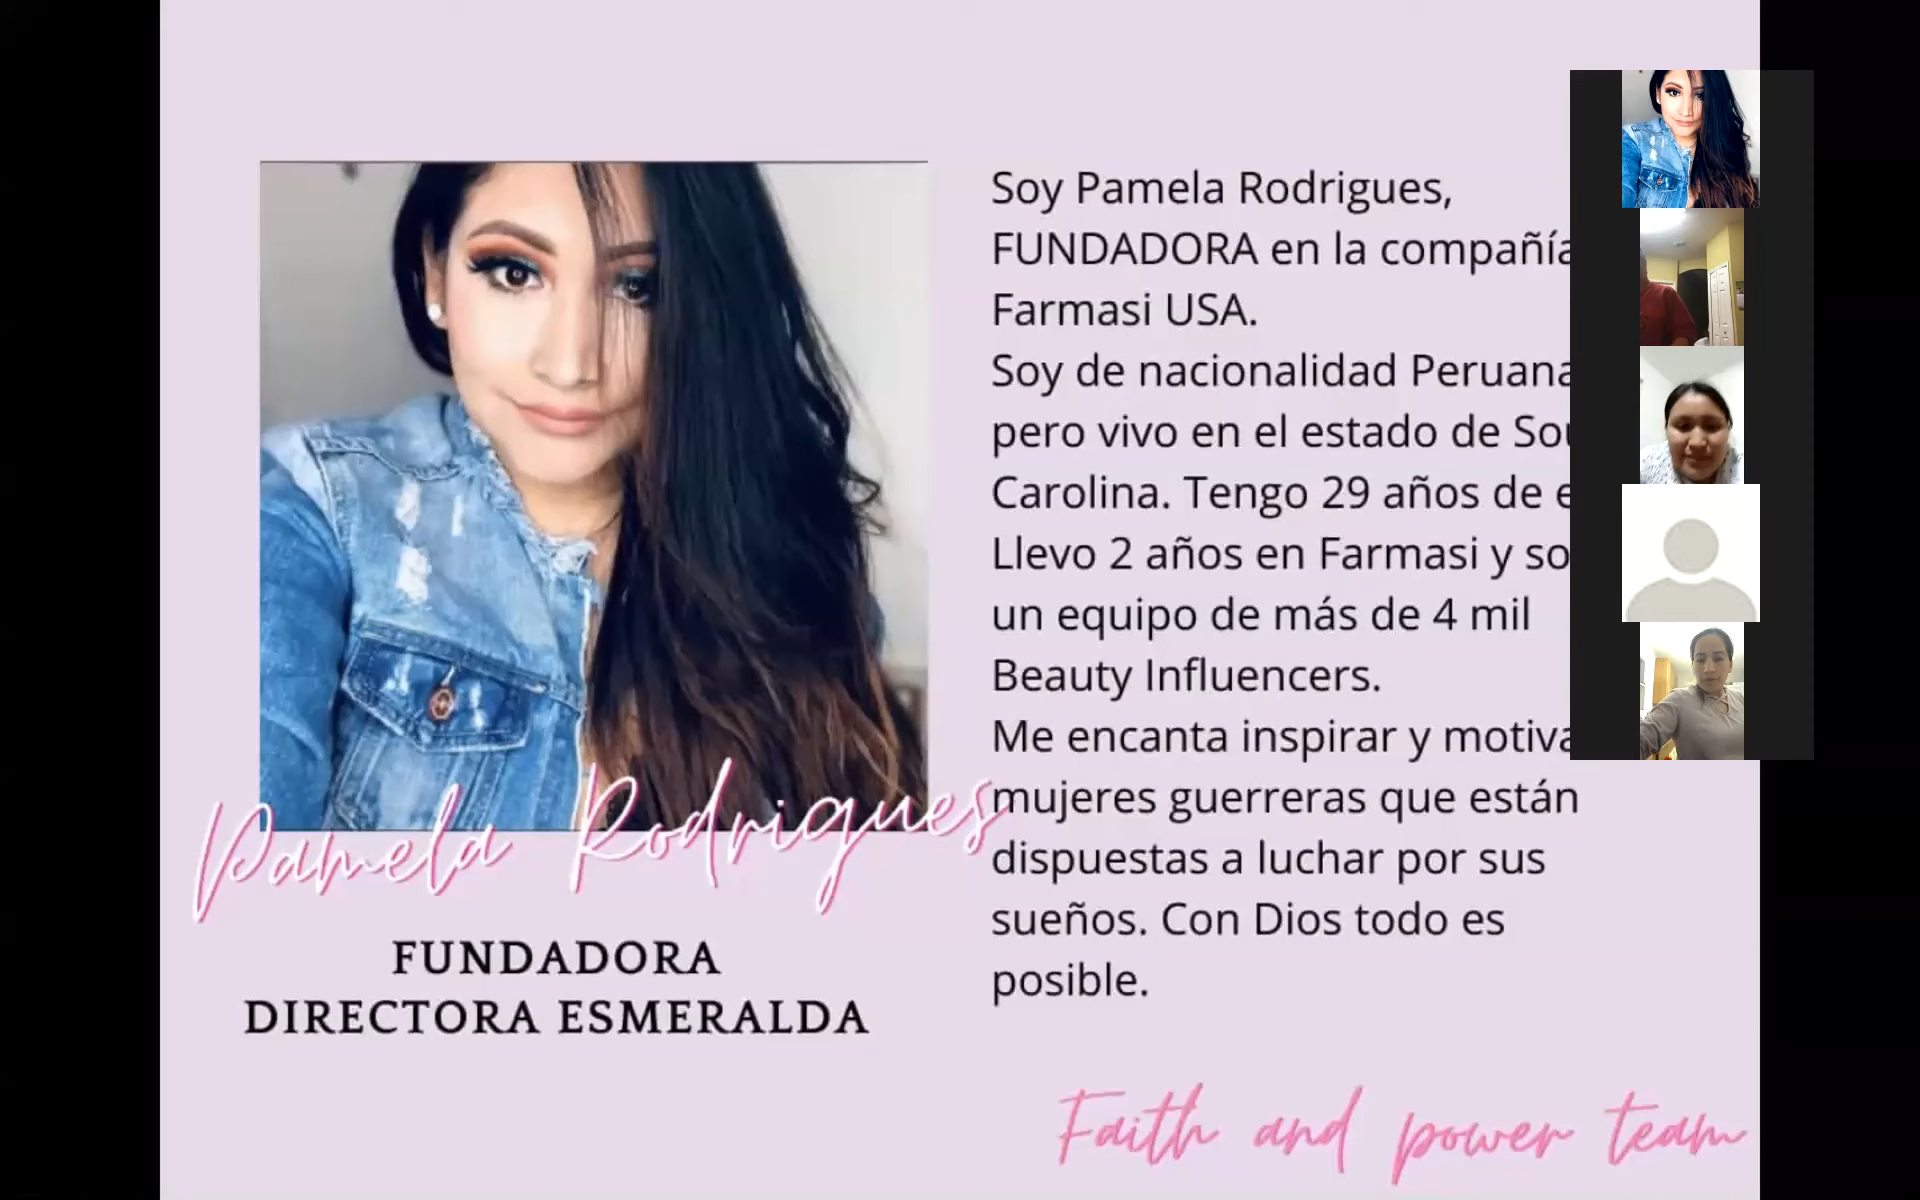 Soy Pamela Rodrigues,
FUNDADORA en la compañía
Farmasi USA.
Soy de nacionalidad Peruana
pero vivo en el estado de
Carolina. Tengo 29 años de
Llevo 2 años en Farmasi y
un equipo de más de 4 mil
Beauty Influencers.
Me encanta inspirar y
mujeres guerreras que están
dispuestas a luchar por sus
sueños. Con Dios todo es
posible.
Pamela Rodrigues
FUNDADORA
DIRECTORA ESMERALDA
Faith and power team